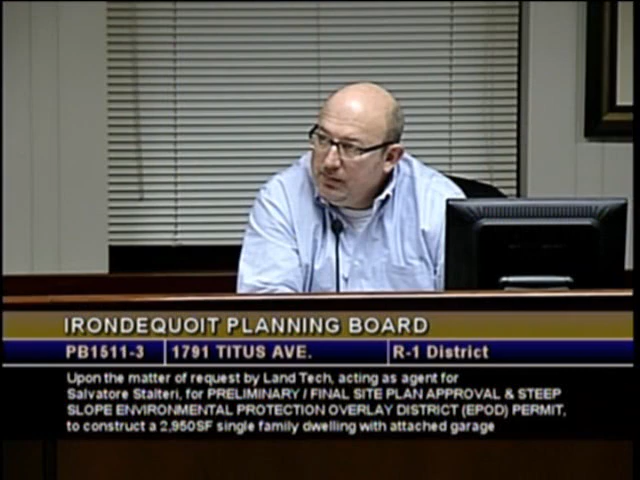 IRONDEQUOIT PLANNING BOARD
PB1511-3 1791 TITUS AVE. R-1 District
Upon the matter of request by Land Tech, acting as agent for
Salvatore Stalteri, for PRELIMINARY / FINAL SITE PLAN APPROVAL & STEEP
SLOPE ENVIRONMENTAL PROTECTION OVERLAY DISTRICT (EPOD) PERMIT,
to construct a 2,950SF single family dwelling with attached garage